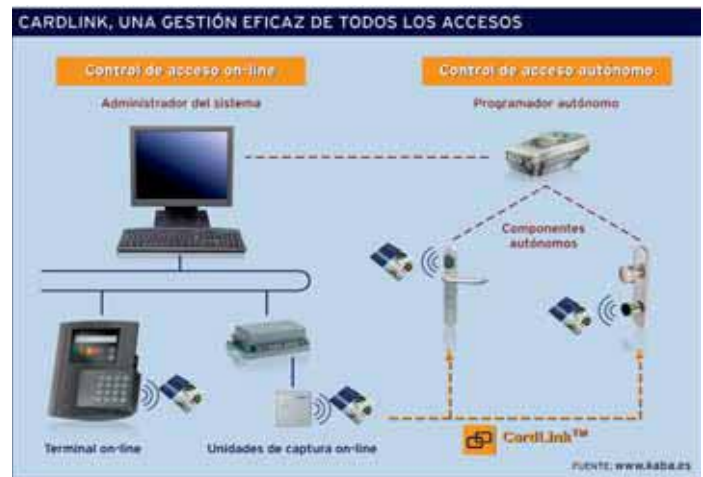 CARDLINK, UNA GESTIÓN EFICAZ DE TODOS LOS ACCESOS
Control de acceso on-line
Control de acceso autónomo
Administrador del sistema
Programador autónomo
Componentes
autónomos
Terminal on-line
Unidades de captura on-line
CardLink™
FUENTE: www.kaba.es